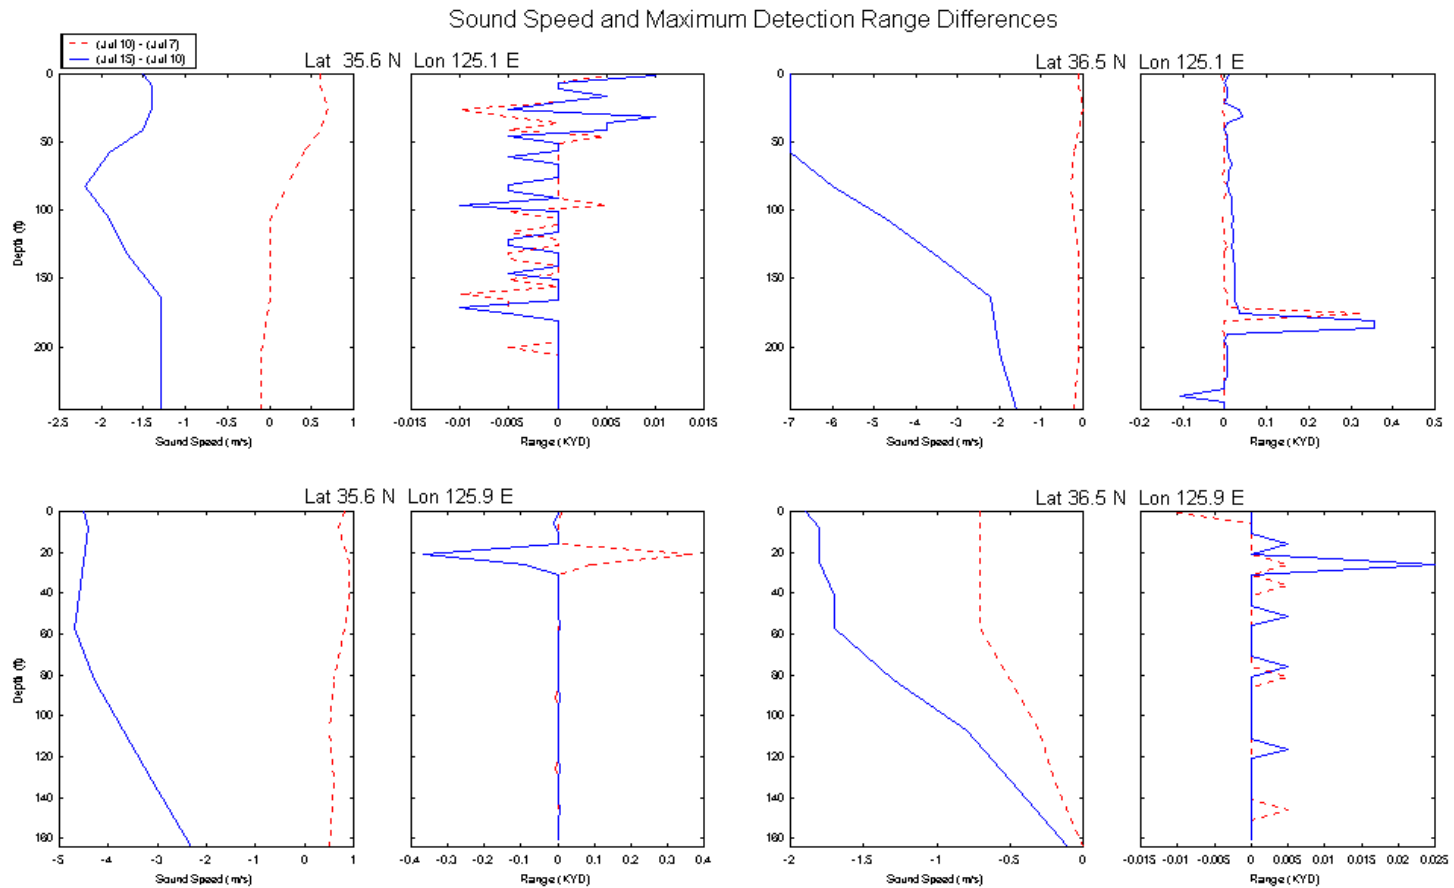 Sound Speed and Maximum Detection Range Differences
(Jul 10) - (Jul 7)
(Jul 15) - (Jul 10)
Lat 35.6 N Lon 125.1 E
Lat 36.5 N Lon 125.1 E
0
50
100
150
200
Depth (ft)
-2.5 -2 -1.5 -1 -0.5 0 0.5 1
Sound Speed (m/s)
-0.015 -0.01 -0.005 0 0.005 0.01 0.015
Range (KYD)
0
50
100
150
200
-7 -6 -5 -4 -3 -2 -1 0
Sound Speed (m/s)
-0.2 -0.1 0 0.1 0.2 0.3 0.4 0.5
Range (KYD)
Lat 35.6 N Lon 125.9 E
Lat 36.5 N Lon 125.9 E
0
20
40
60
80
100
120
140
160
Depth (ft)
-5 -4 -3 -2 -1 0 1
Sound Speed (m/s)
-0.4 -0.3 -0.2 -0.1 0 0.1 0.2 0.3 0.4
Range (KYD)
0
20
40
60
80
100
120
140
160
-2 -1.5 -1 -0.5 0
Sound Speed (m/s)
-0.015 -0.01 -0.005 0 0.005 0.01 0.015 0.02 0.025
Range (KYD)